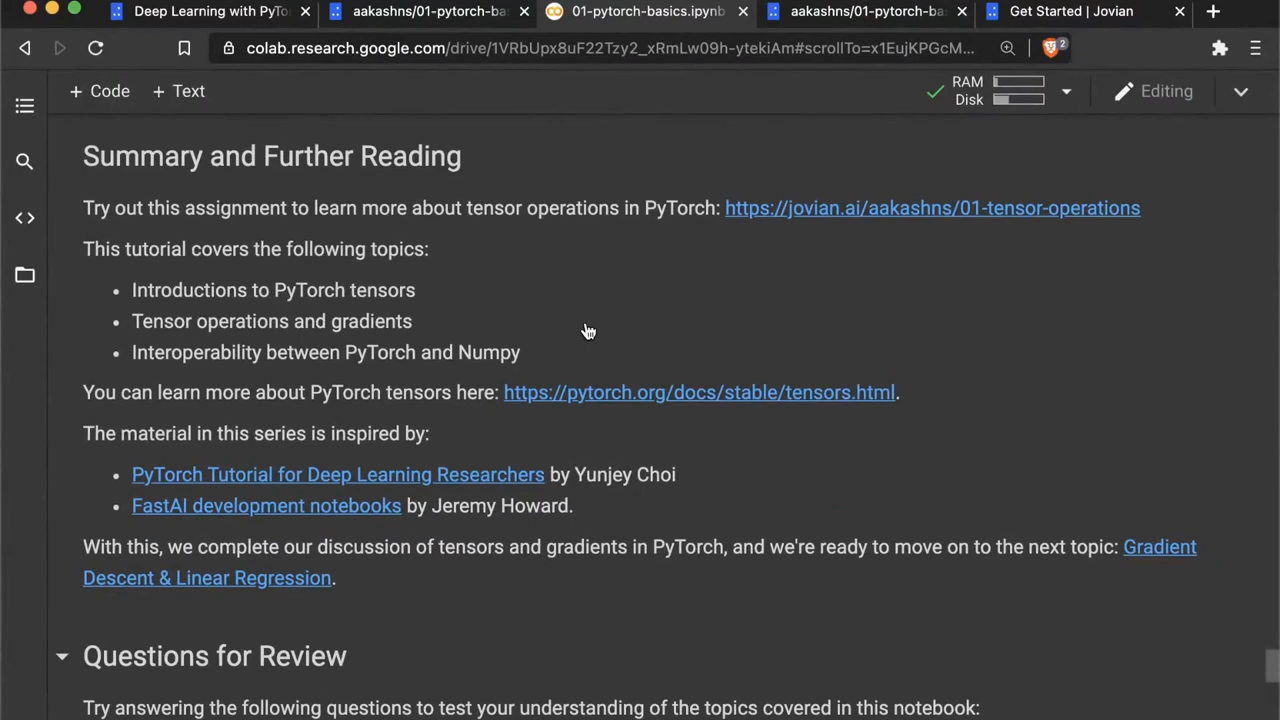 Deep Learning with PyTo
aakashns/01-pytorch-ba
01-pytorch-basics.ipynb
aakashns/01-pytorch-ba
Get Started | Jovian
colab.research.google.com/drive/1VRbUpx8uF22Tzy2_xRmLw09h-ytekiAm#scrollTo=x1EujKPGcM...
2
+ Code + Text
RAM
Disk
Editing
Summary and Further Reading
Try out this assignment to learn more about tensor operations in PyTorch: https://jovian.ai/aakashns/01-tensor-operations
This tutorial covers the following topics:
• Introductions to PyTorch tensors
• Tensor operations and gradients
• Interoperability between PyTorch and Numpy
You can learn more about PyTorch tensors here: https://pytorch.org/docs/stable/tensors.html.
The material in this series is inspired by:
• PyTorch Tutorial for Deep Learning Researchers by Yunjey Choi
• FastAI development notebooks by Jeremy Howard.
With this, we complete our discussion of tensors and gradients in PyTorch, and we're ready to move on to the next topic: Gradient
Descent & Linear Regression.
Questions for Review
Try answering the following questions to test your understanding of the topics covered in this notebook: